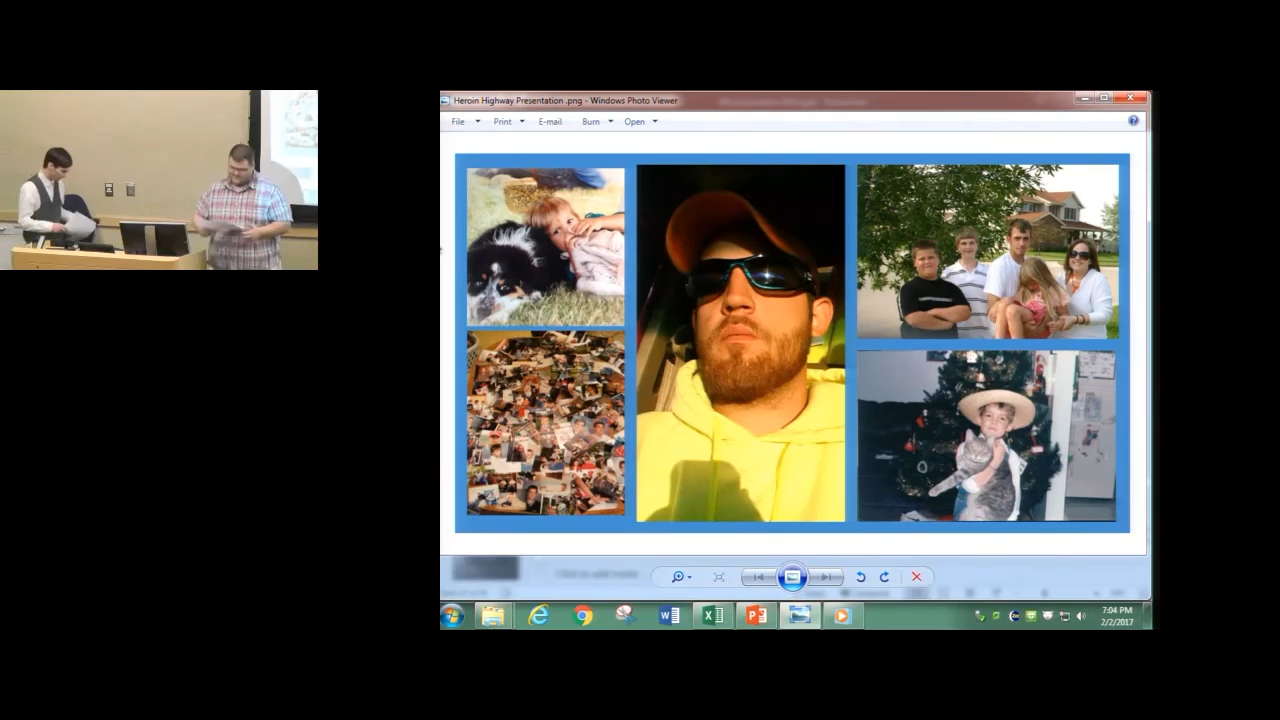 Heroin Highway Presentation .png - Windows Photo Viewer
File Print E-mail Burn Open
7:04 PM
2/2/2017